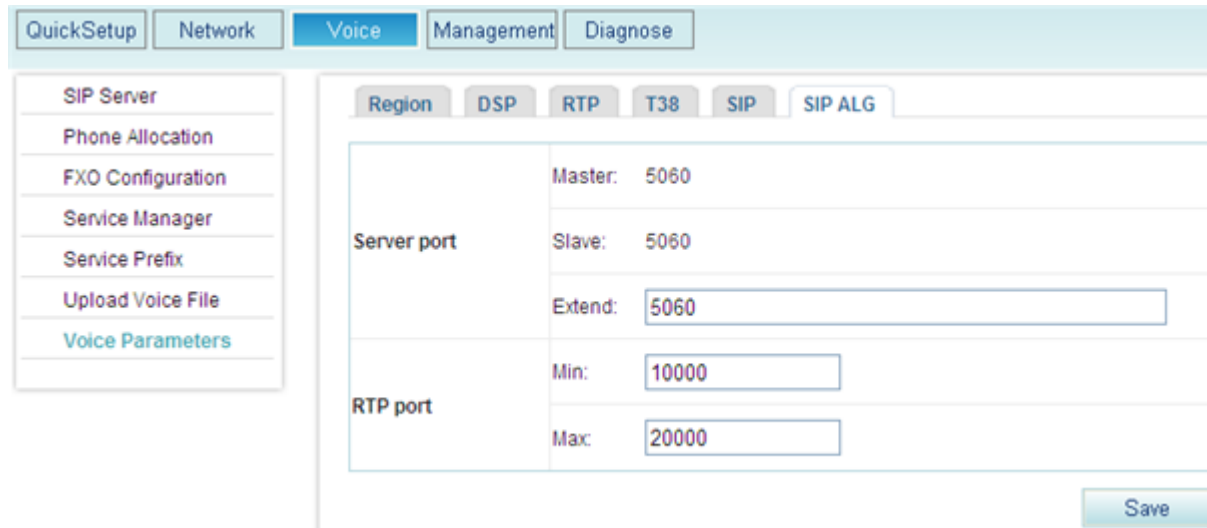 QuickSetup Network Voice Management Diagnose
SIP Server
Phone Allocation
FXO Configuration
Service Manager
Service Prefix
Upload Voice File
Voice Parameters
Region DSP RTP T38 SIP SIP ALG
Server port
Master: 5060
Slave: 5060
Extend: 5060
RTP port
Min: 10000
Max: 20000
Save